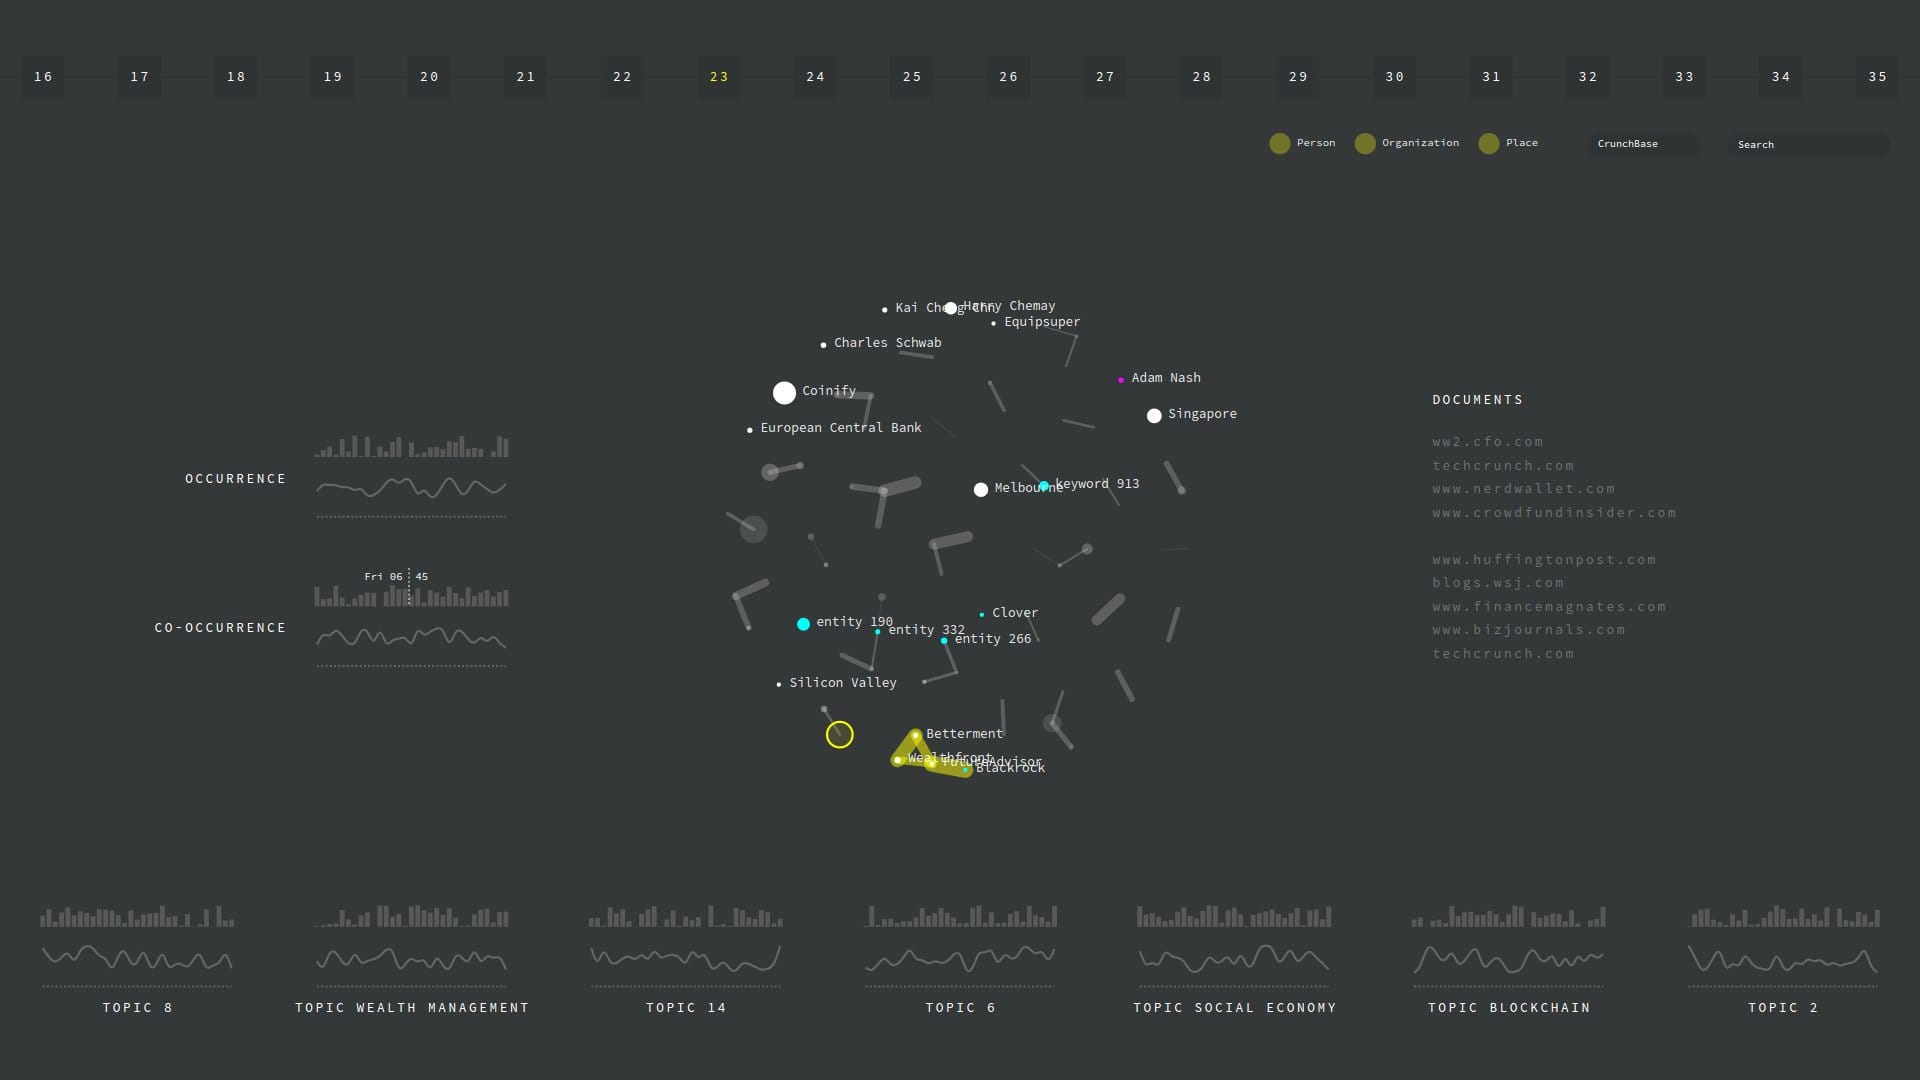 16 17 18 19 20 21 22 23 24 25 26 27 28 29 30 31 32 33 34 35
Person Organization Place CrunchBase Search
Kai Cheng Chn
Harry Chemay
Equipsuper
Charles Schwab
Adam Nash
Coinify
Singapore
European Central Bank
Melbourne
keyword 913
Clover
entity 190
entity 332
entity 266
Silicon Valley
Betterment
Wealthfront
FutureAdvisor
Blackrock
OCCURRENCE
Fri 06 45
CO-OCCURRENCE
DOCUMENTS
ww2.cfo.com
techcrunch.com
www.nerdwallet.com
www.crowdfundinsider.com
www.huffingtonpost.com
blogs.wsj.com
www.financemagnates.com
www.bizjournals.com
techcrunch.com
TOPIC 8
TOPIC WEALTH MANAGEMENT
TOPIC 14
TOPIC 6
TOPIC SOCIAL ECONOMY
TOPIC BLOCKCHAIN
TOPIC 2